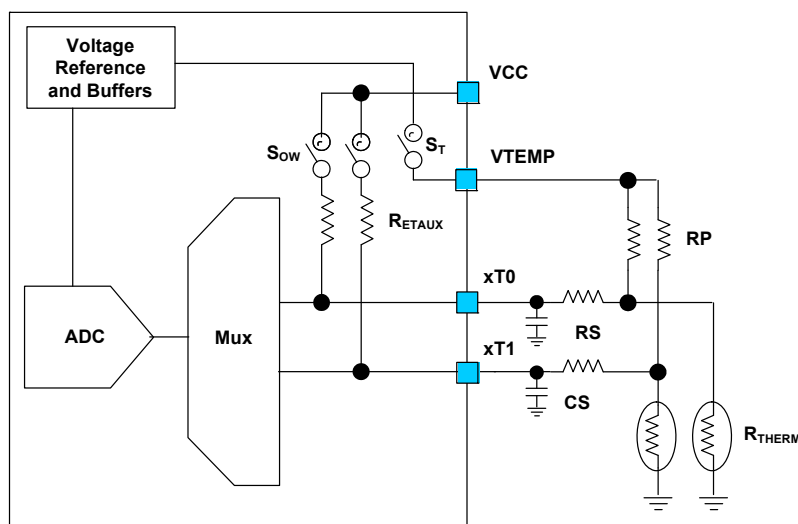 Voltage
Reference
and Buffers
VCC
SOW
ST
VTEMP
RETAUX
RP
xT0
ADC
Mux
RS
xT1
CS
RTHERM